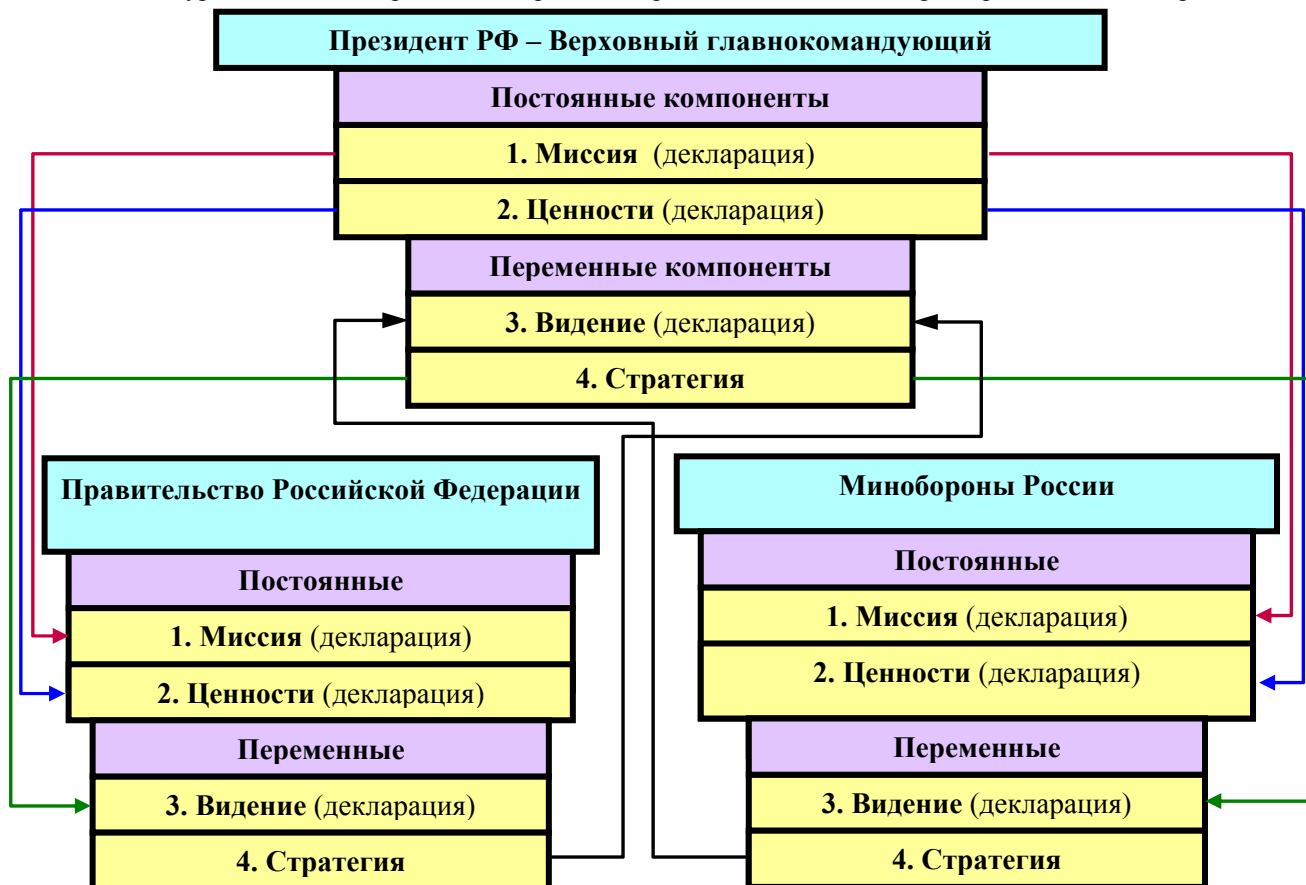 Президент РФ – Верховный главнокомандующий
Постоянные компоненты
1. Миссия (декларация)
2. Ценности (декларация)
Переменные компоненты
3. Видение (декларация)
4. Стратегия
Правительство Российской Федерации
Постоянные
1. Миссия (декларация)
2. Ценности (декларация)
Переменные
3. Видение (декларация)
4. Стратегия
Минобороны России
Постоянные
1. Миссия (декларация)
2. Ценности (декларация)
Переменные
3. Видение (декларация)
4. Стратегия